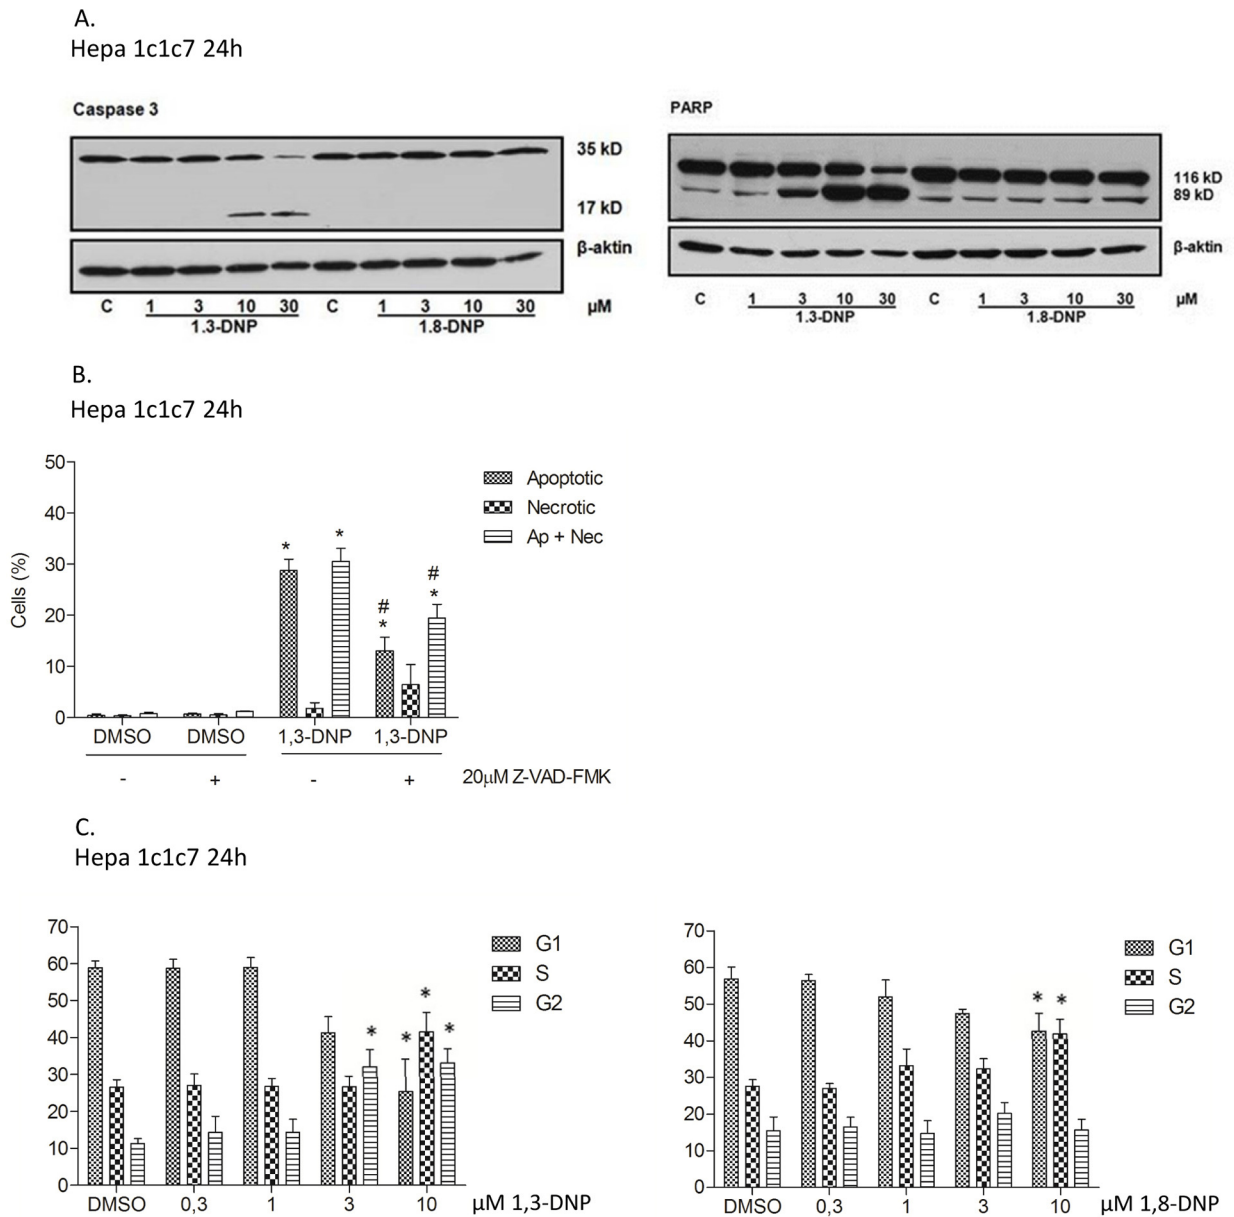 A.
Hepa 1c1c7 24h
Caspase 3
35 kD
17 kD
β-aktin
C 1 3 10 30 C 1 3 10 30 µM
1.3-DNP 1.8-DNP
PARP
116 kD
89 kD
β-aktin
C 1 3 10 30 C 1 3 10 30 µM
1.3-DNP 1.8-DNP
B.
Hepa 1c1c7 24h
Cells (%)
50
40
30
20
10
0
* * # * # *
Apoptotic
Necrotic
Ap + Nec
DMSO DMSO 1,3-DNP 1,3-DNP
- + - + 20µM Z-VAD-FMK
C.
Hepa 1c1c7 24h
70
60
50
40
30
20
10
0
* * * *
G1
S
G2
DMSO 0,3 1 3 10 µM 1,3-DNP
70
60
50
40
30
20
10
0
* *
G1
S
G2
DMSO 0,3 1 3 10 µM 1,8-DNP